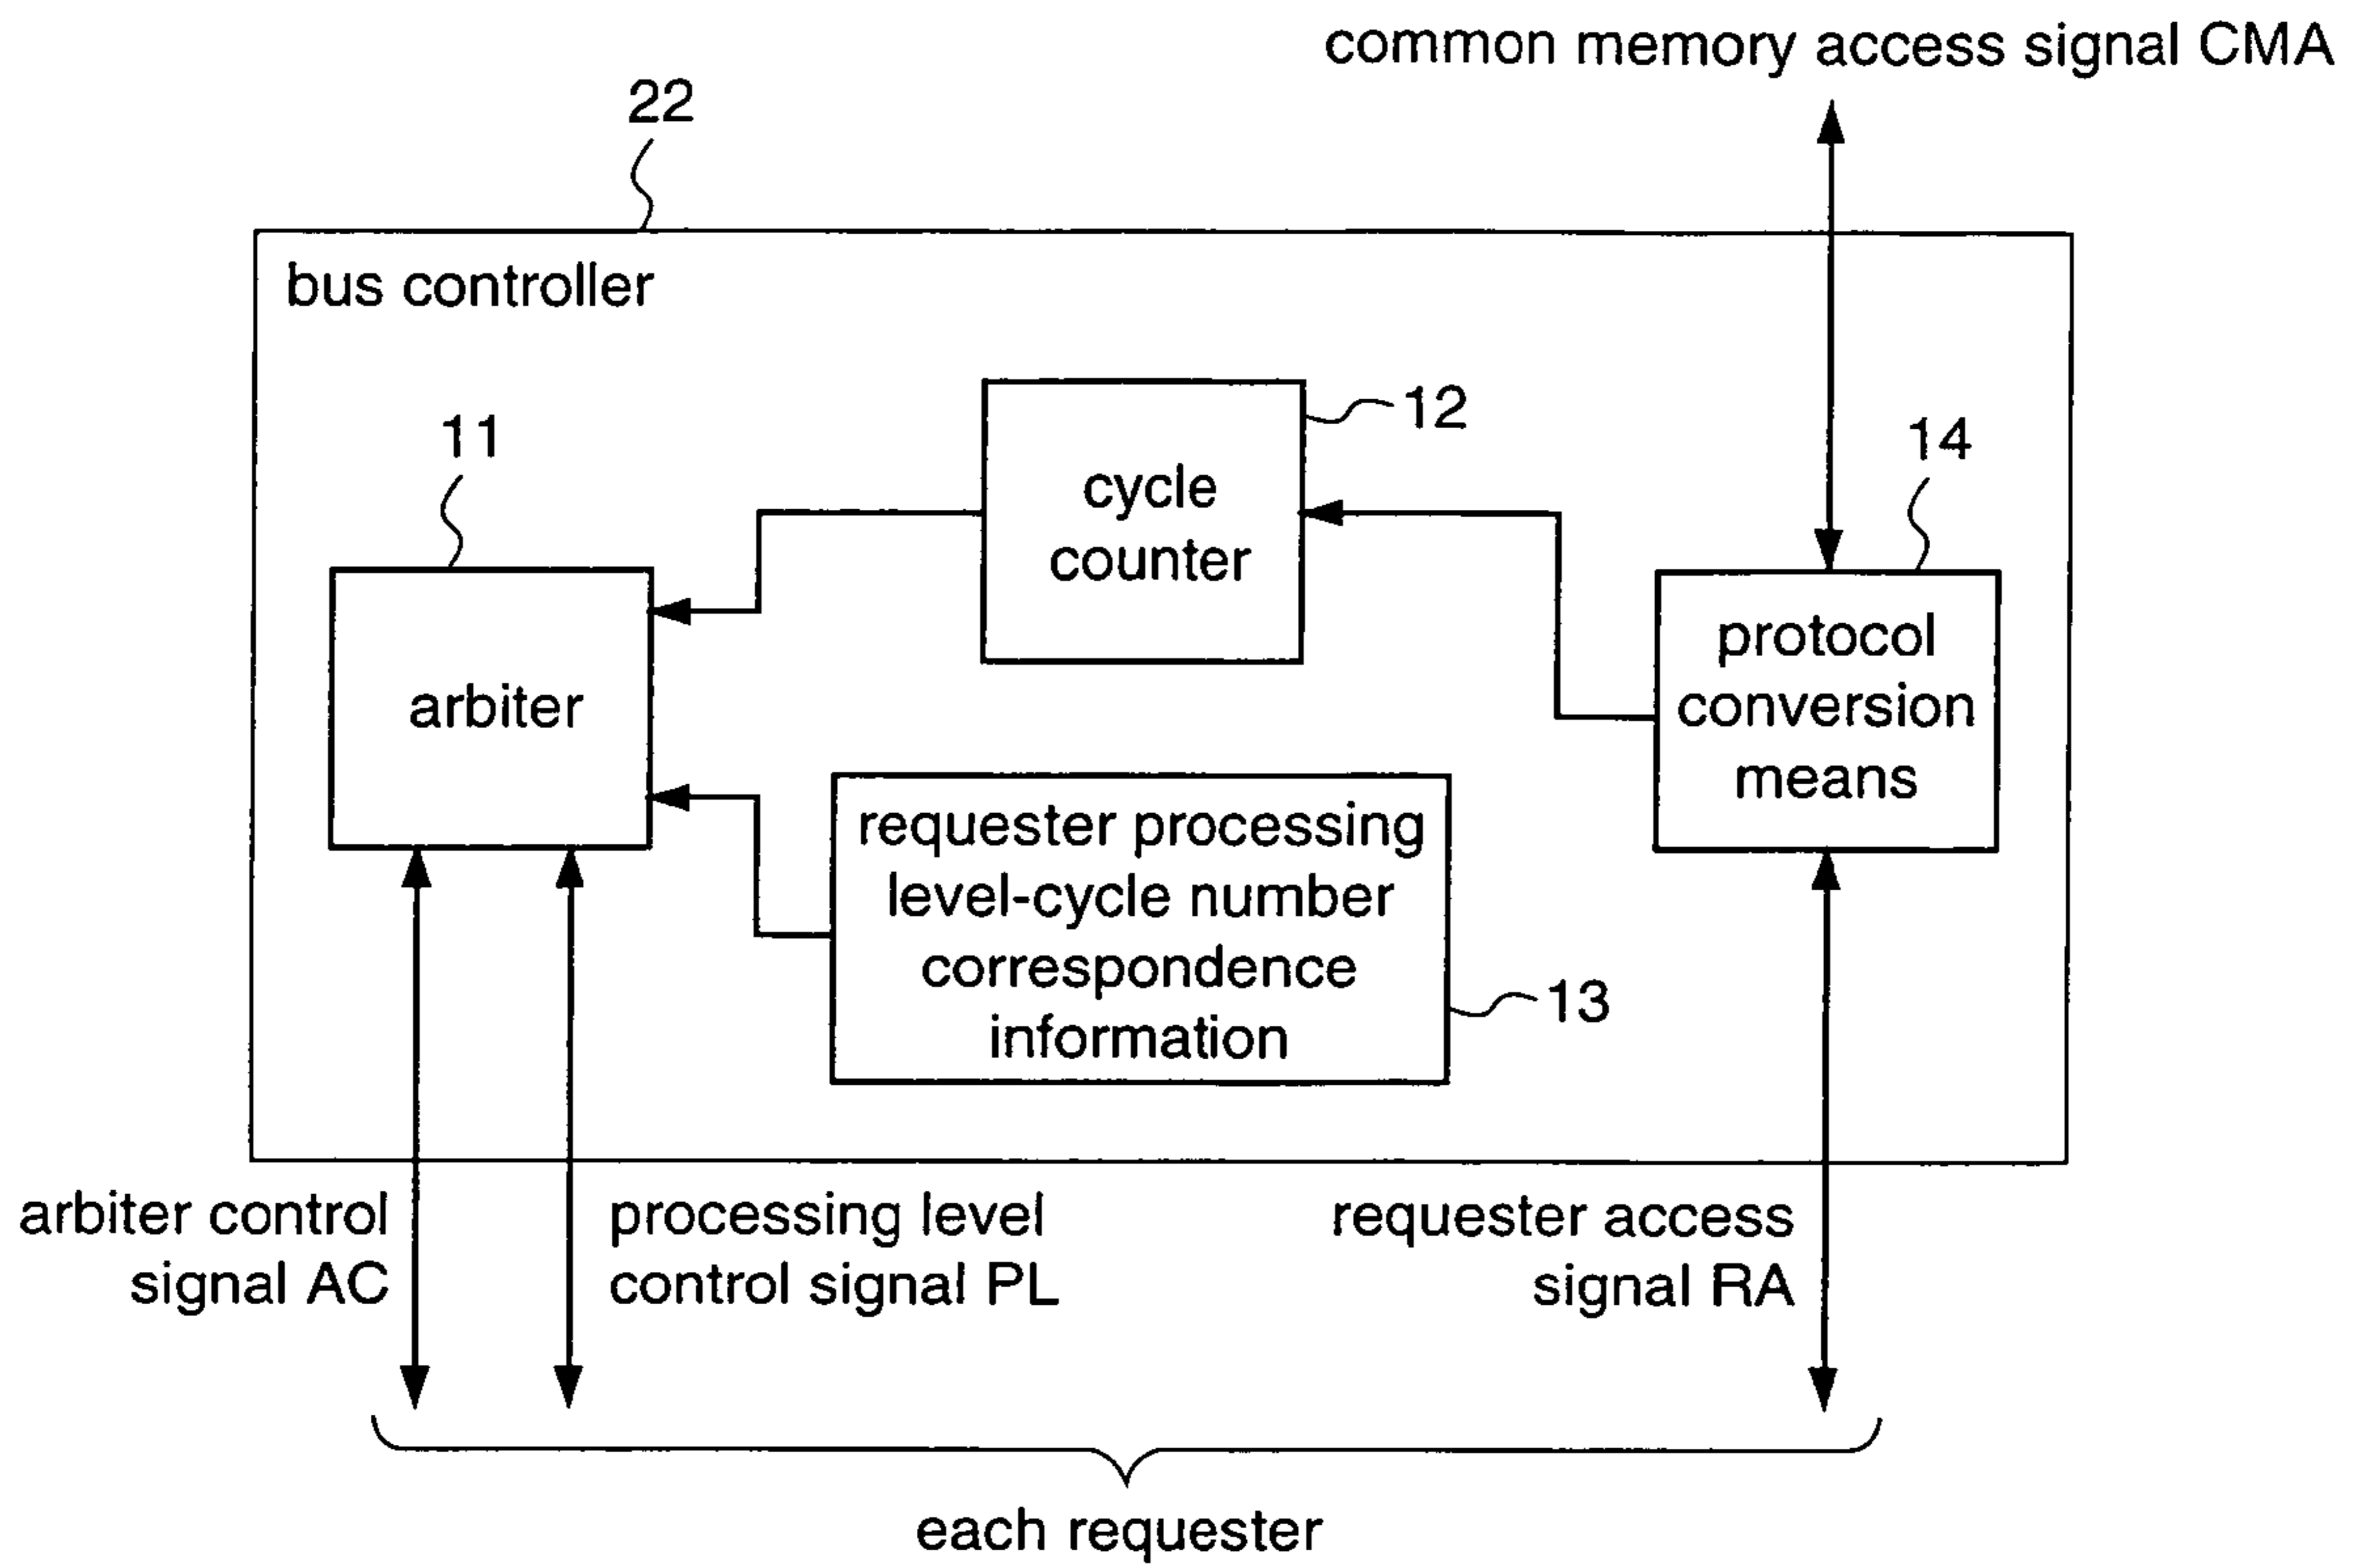 common memory access signal CMA
22
bus controller
11
12
14
cycle
counter
arbiter
protocol
conversion
means
requester processing
level-cycle number
correspondence
information
13
arbiter control
signal AC
processing level
control signal PL
requester access
signal RA
each requester